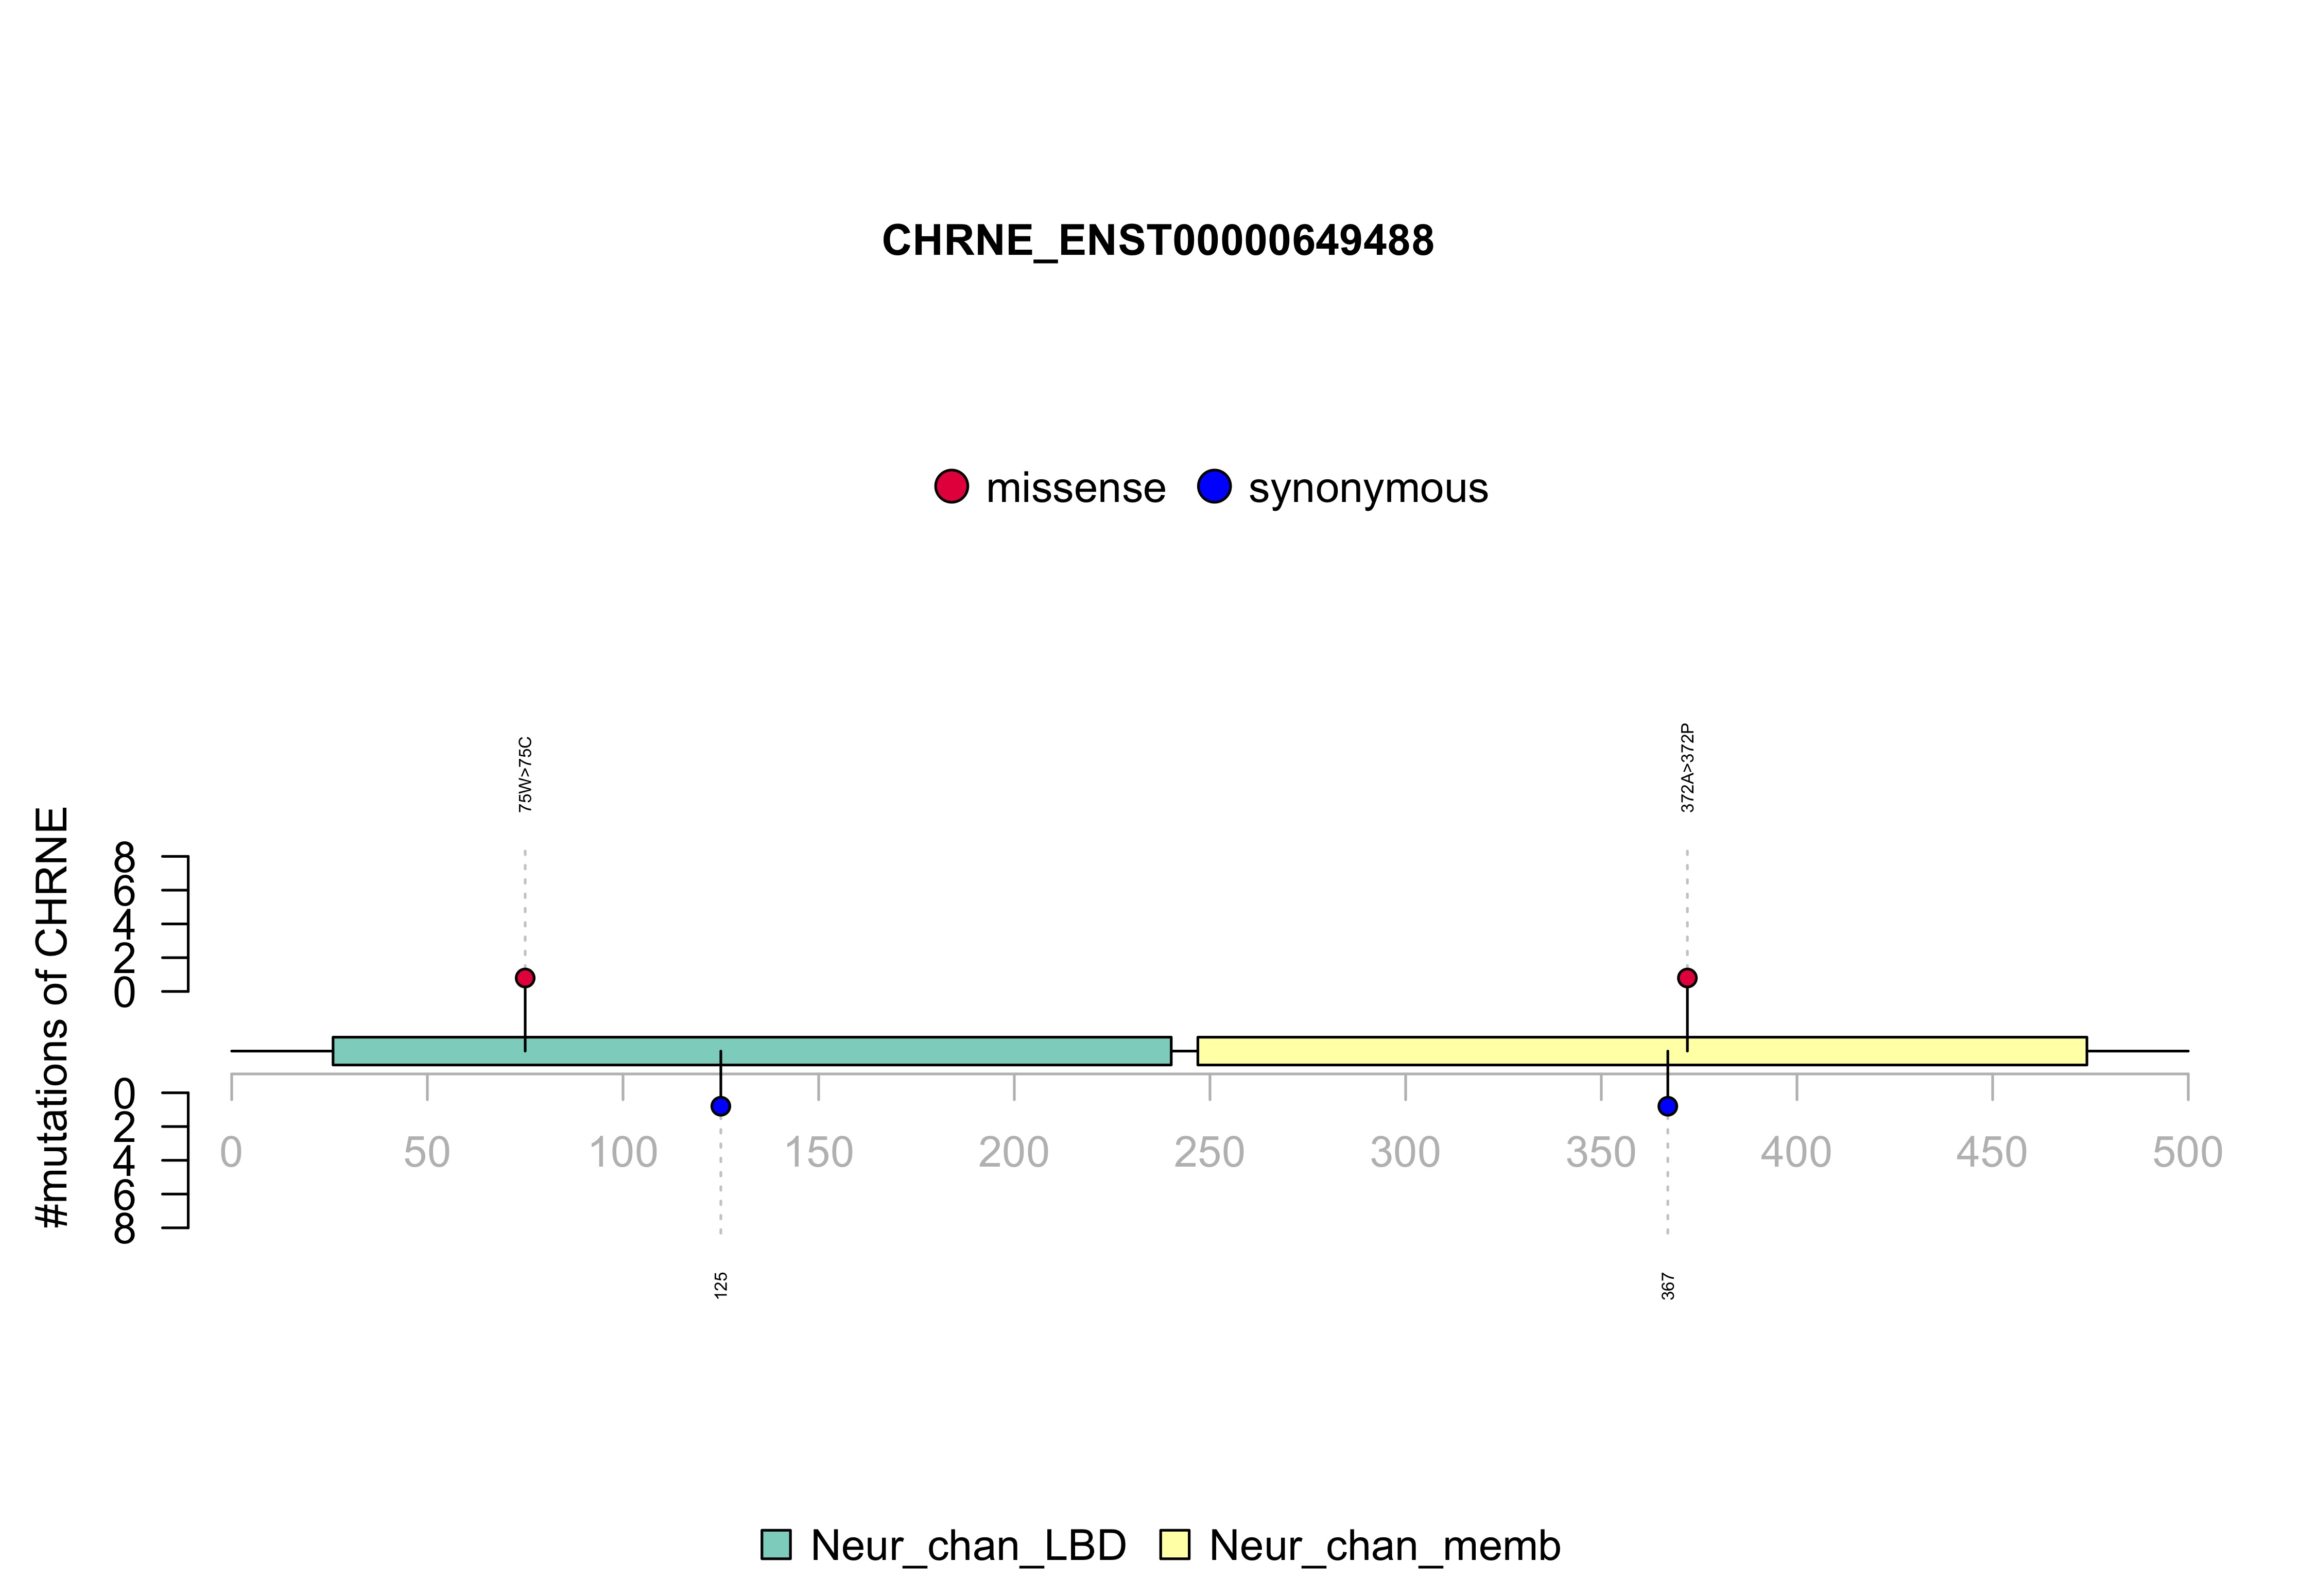 CHRNE_ENST00000649488
missense synonymous
75W>75C 372A>372P
#mutations of CHRNE
8
6
4
2
0
0
2
4
6
8
0 50 100 150 200 250 300 350 400 450 500
125 367
Neur_chan_LBD Neur_chan_memb